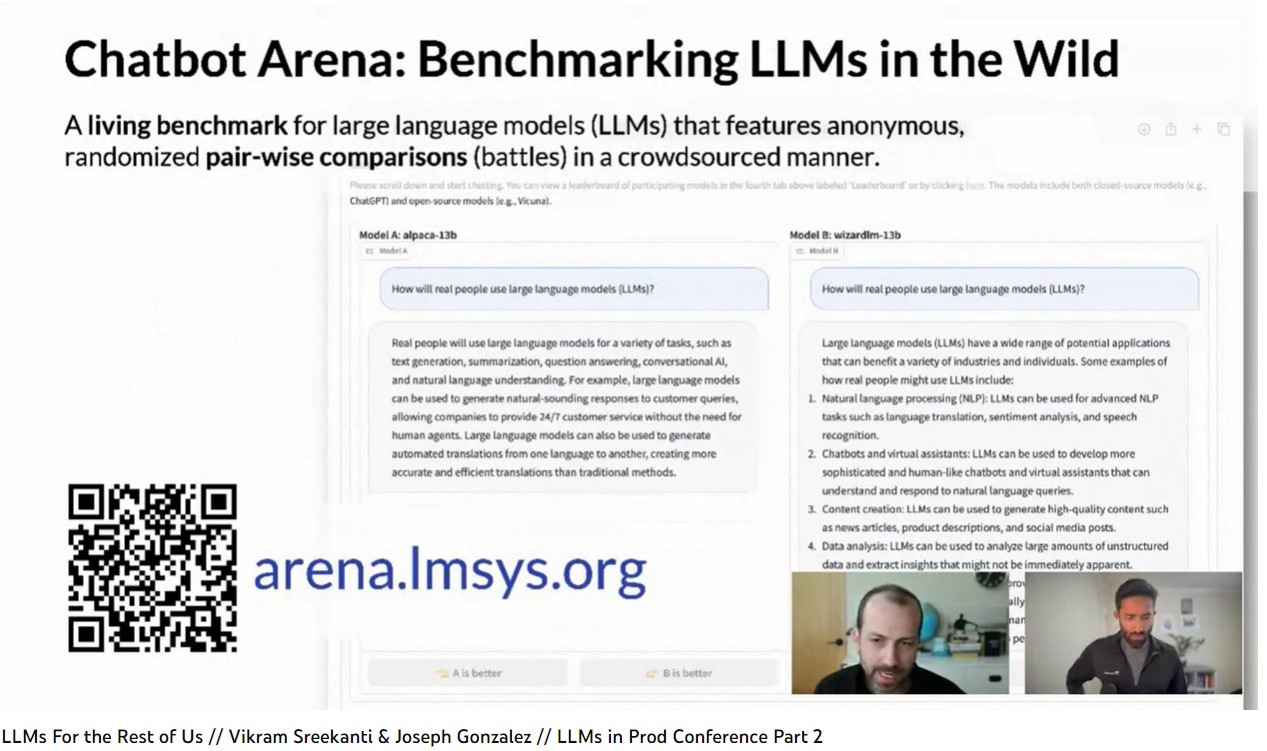 Chatbot Arena: Benchmarking LLMs in the Wild
A living benchmark for large language models (LLMs) that features anonymous,
randomized pair-wise comparisons (battles) in a crowdsourced manner.
Please scroll down and start chatting. You can view a leaderboard of participating models in the fourth tab above labeled 'Leaderboard' or by clicking here. The models include both closed-source models (e.g.,
ChatGPT) and open-source models (e.g., Vicuna).
Model A: alpaca-13b
Model A
How will real people use large language models (LLMs)?
Real people will use large language models for a variety of tasks, such as
text generation, summarization, question answering, conversational AI,
and natural language understanding. For example, large language models
can be used to generate natural-sounding responses to customer queries,
allowing companies to provide 24/7 customer service without the need for
human agents. Large language models can also be used to generate
automated translations from one language to another, creating more
accurate and efficient translations than traditional methods.
Model B: wizardlm-13b
Model B
How will real people use large language models (LLMs)?
Large language models (LLMs) have a wide range of potential applications
that can benefit a variety of industries and individuals. Some examples of
how real people might use LLMs include:
1. Natural language processing (NLP): LLMs can be used for advanced NLP
tasks such as language translation, sentiment analysis, and speech
recognition.
2. Chatbots and virtual assistants: LLMs can be used to develop more
sophisticated and human-like chatbots and virtual assistants that can
understand and respond to natural language queries.
3. Content creation: LLMs can be used to generate high-quality content such
as news articles, product descriptions, and social media posts.
4. Data analysis: LLMs can be used to analyze large amounts of unstructured
data and extract insights that might not be immediately apparent.
arena.lmsys.org
A is better
B is better
LLMs For the Rest of Us // Vikram Sreekanti & Joseph Gonzalez // LLMs in Prod Conference Part 2